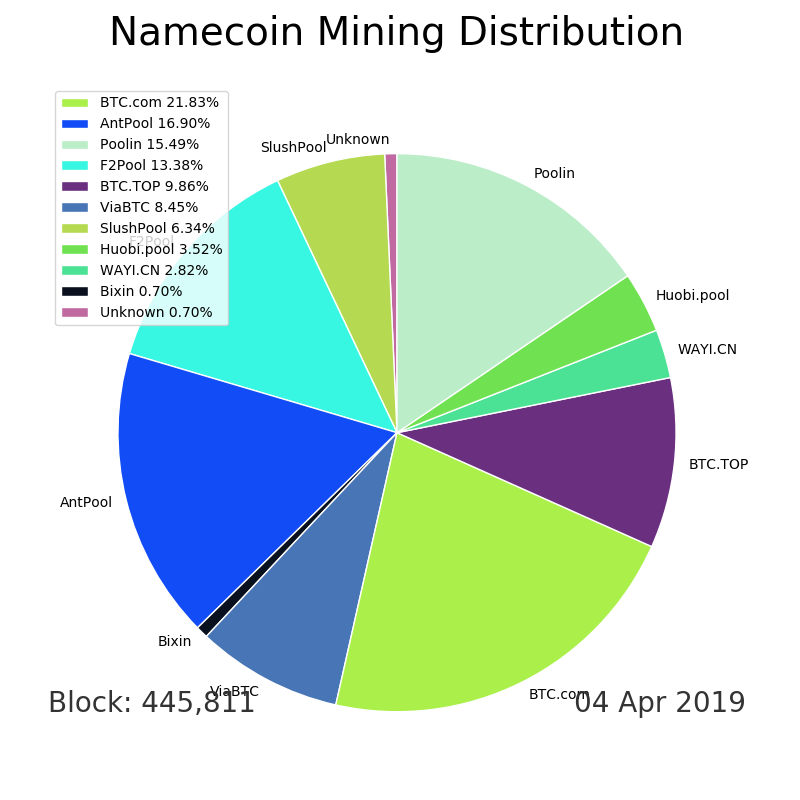 Namecoin Mining Distribution
BTC.com 21.83%
AntPool 16.90%
Poolin 15.49%
F2Pool 13.38%
BTC.TOP 9.86%
ViaBTC 8.45%
SlushPool 6.34%
Huobi.pool 3.52%
WAYI.CN 2.82%
Bixin 0.70%
Unknown 0.70%
Unknown
SlushPool
Poolin
F2Pool
Huobi.pool
WAYI.CN
BTC.TOP
AntPool
Bixin
ViaBTC
BTC.com
Block: 445,811
04 Apr 2019